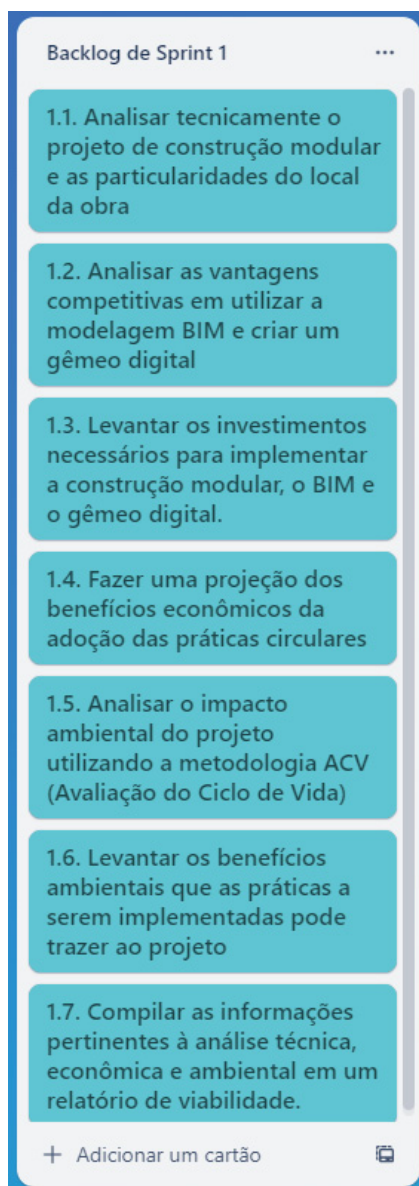 Backlog de Sprint 1
1.1. Analisar tecnicamente o
projeto de construção modular
e as particularidades do local
da obra
1.2. Analisar as vantagens
competitivas em utilizar a
modelagem BIM e criar um
gêmeo digital
1.3. Levantar os investimentos
necessários para implementar
a construção modular, o BIM e
o gêmeo digital.
1.4. Fazer uma projeção dos
benefícios econômicos da
adoção das práticas circulares
1.5. Analisar o impacto
ambiental do projeto
utilizando a metodologia ACV
(Avaliação do Ciclo de Vida)
1.6. Levantar os benefícios
ambientais que as práticas a
serem implementadas pode
trazer ao projeto
1.7. Compilar as informações
pertinentes à análise técnica,
econômica e ambiental em um
relatório de viabilidade.
+ Adicionar um cartão